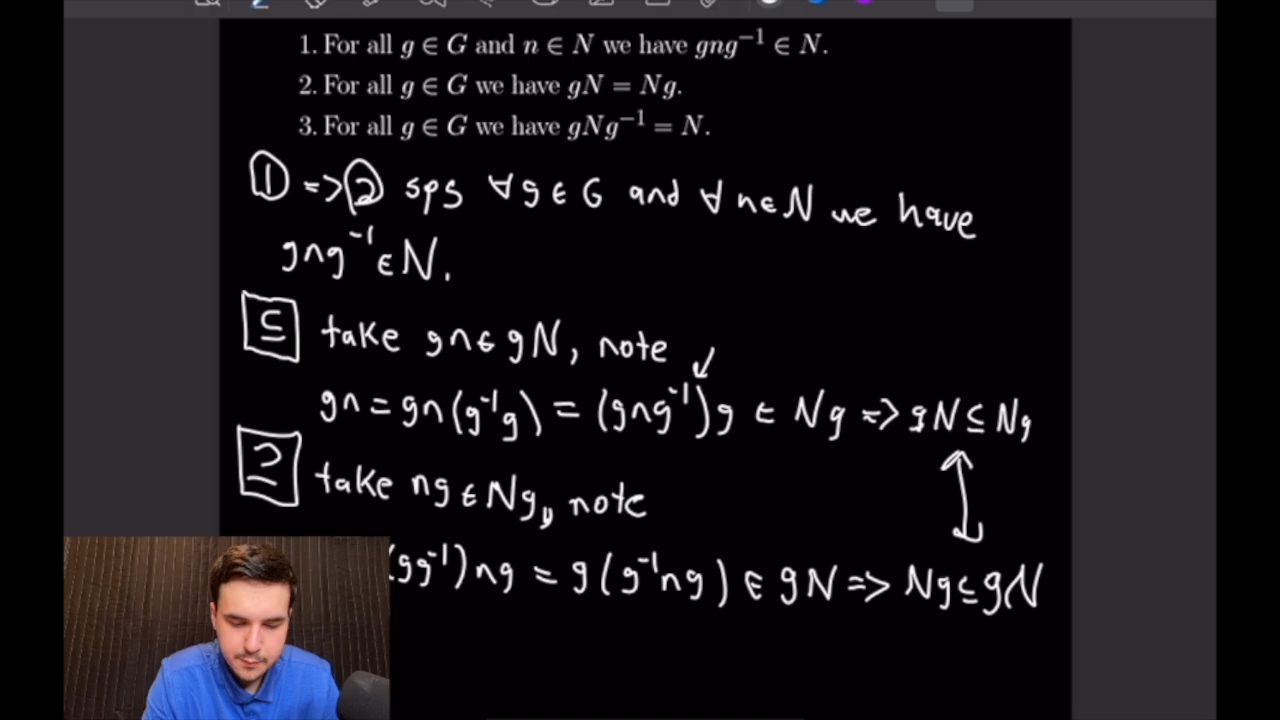 1. For all g ∈ G and n ∈ N we have gng⁻¹ ∈ N.
2. For all g ∈ G we have gN = Ng.
3. For all g ∈ G we have gNg⁻¹ = N.
① => ② sps ∀ g ∈ G and ∀ n ∈ N we have
gng⁻¹ ∈ N.
⊆ take gn ∈ gN, note
gn = gn(g⁻¹g) = (gng⁻¹)g ∈ Ng => gN ⊆ Ng
⊇ take ng ∈ Ng, note
(gg⁻¹)ng = g(g⁻¹ng) ∈ gN => Ng ⊆ gN